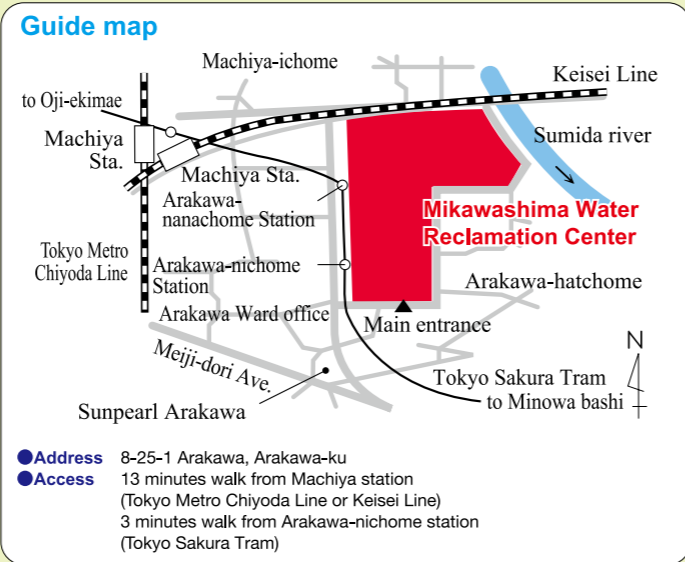 Guide map
Machiya-ichome
Keisei Line
to Oji-ekimae
Machiya
Sta.
Sumida river
Machiya Sta.
Arakawa-
nanachome Station
Mikawashima Water
Reclamation Center
Tokyo Metro
Chiyoda Line
Arakawa-nichome
Station
Arakawa-hatchome
Arakawa Ward office
Main entrance
N
Meiji-dori Ave.
Tokyo Sakura Tram
to Minowa bashi
Sunpearl Arakawa
●Address 8-25-1 Arakawa, Arakawa-ku
●Access 13 minutes walk from Machiya station
(Tokyo Metro Chiyoda Line or Keisei Line)
3 minutes walk from Arakawa-nichome station
(Tokyo Sakura Tram)